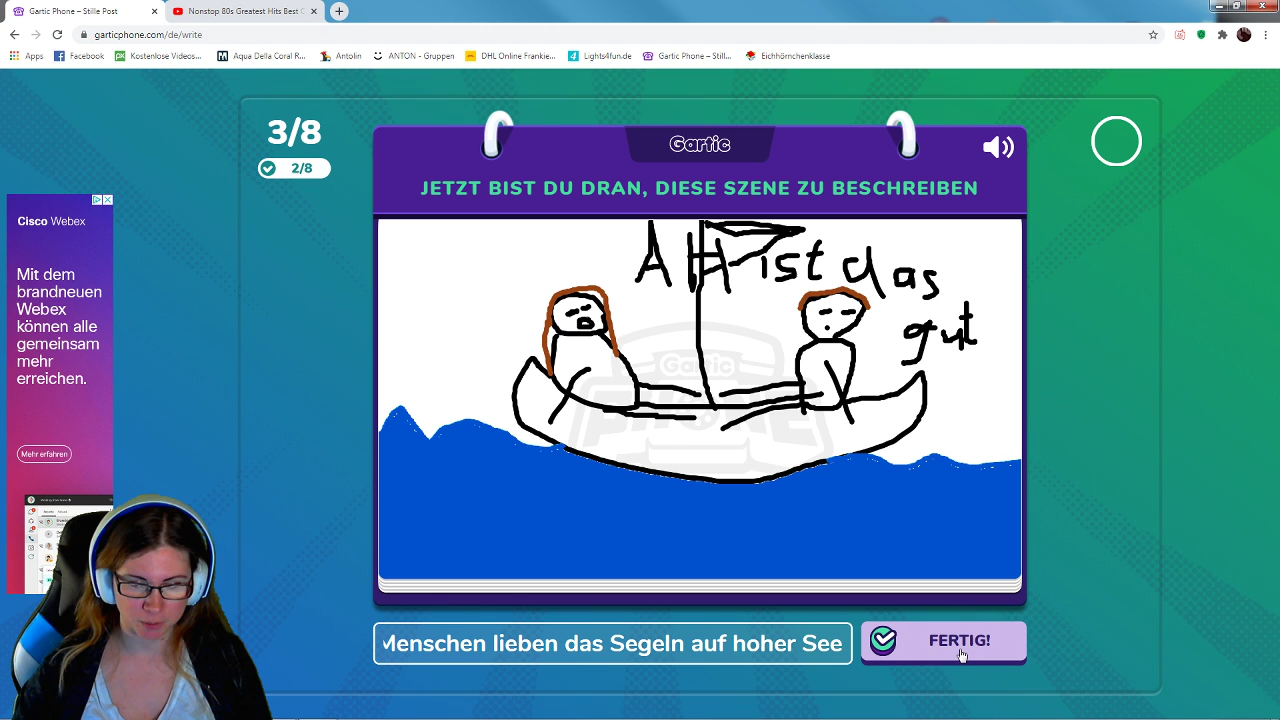 Gartic Phone – Stille Post
Nonstop 80s Greatest Hits Best
garticphone.com/de/write
Apps
Facebook
Kostenlose Videos...
Aqua Della Coral R...
Antolin
ANTON - Gruppen
DHL Online Frankie...
Lights4fun.de
Gartic Phone – Still...
Eichhörnchenklasse
3/8
2/8
Gartic
JETZT BIST DU DRAN, DIESE SZENE ZU BESCHREIBEN
ist das
gut
Gartic
PHONE
Cisco Webex
Mit dem
brandneuen
Webex
können alle
gemeinsam
mehr
erreichen.
Mehr erfahren
Menschen lieben das Segeln auf hoher See
FERTIG!